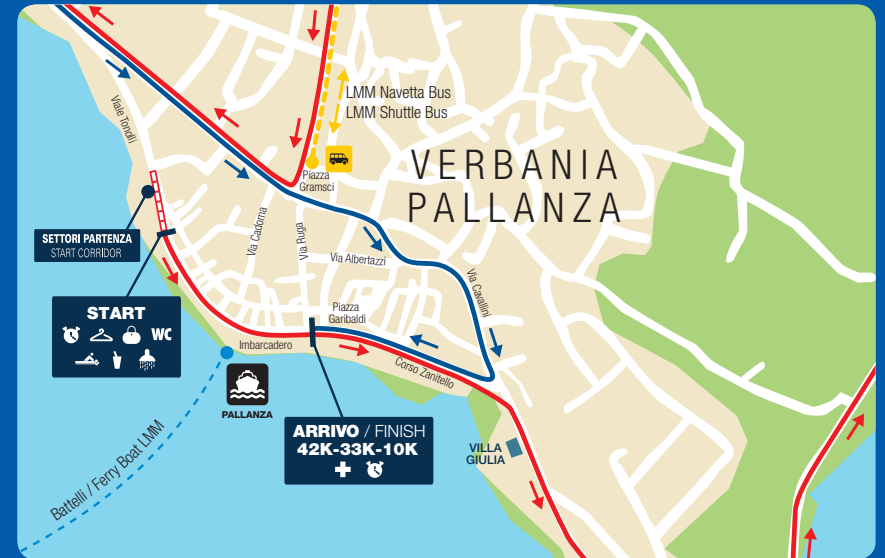 LMM Navetta Bus
LMM Shuttle Bus
VERBANIA
PALLANZA
Viale Tonolli
Piazza
Gramsci
SETTORI PARTENZA
START CORRIDOR
Via Cadorna
Via Ruga
Via Albertazzi
Via Cavallini
START
WC
Piazza
Garibaldi
Imbarcadero
Corso Zanitello
PALLANZA
ARRIVO / FINISH
42K-33K-10K
VILLA
GIULIA
Battelli / Ferry Boat LMM